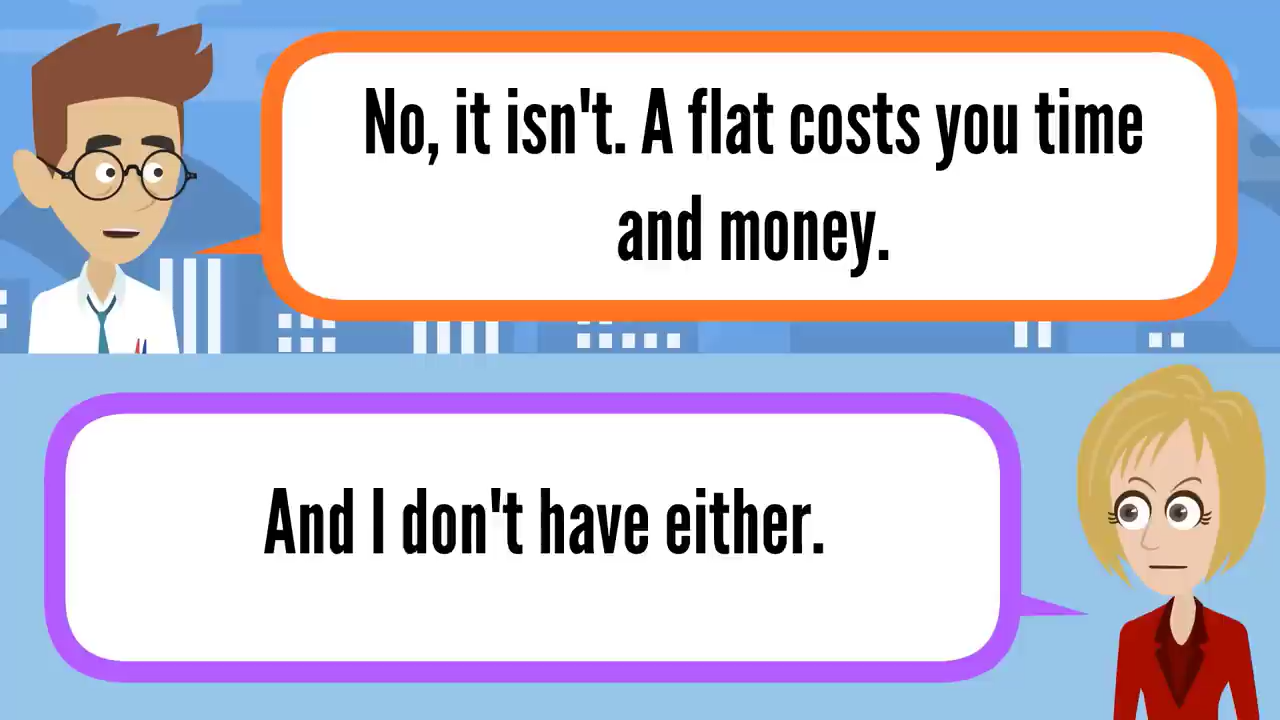 No, it isn't. A flat costs you time
and money.
And I don't have either.